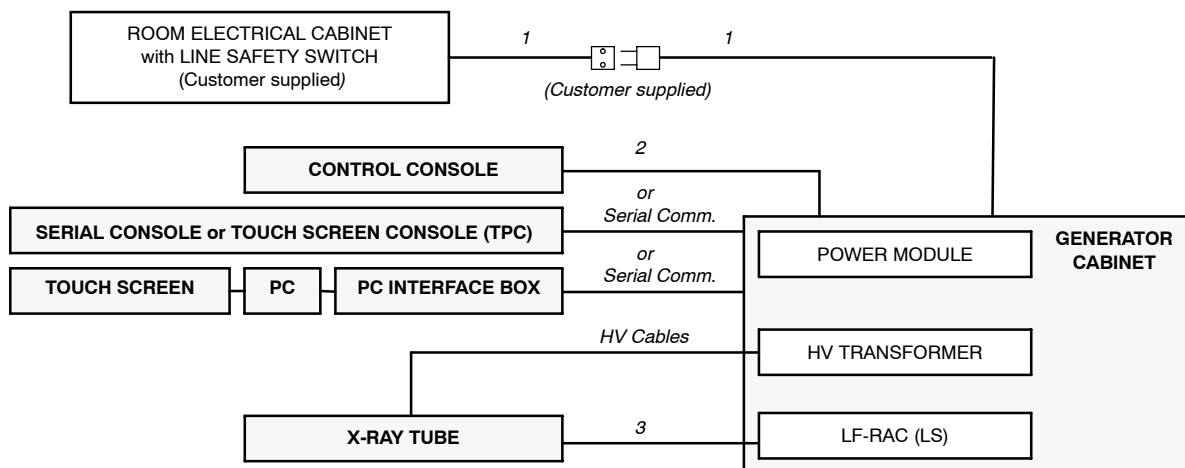 ROOM ELECTRICAL CABINET
with LINE SAFETY SWITCH
(Customer supplied)
1
1
(Customer supplied)
CONTROL CONSOLE
2
or
Serial Comm.
SERIAL CONSOLE or TOUCH SCREEN CONSOLE (TPC)
or
Serial Comm.
TOUCH SCREEN
PC
PC INTERFACE BOX
GENERATOR
CABINET
POWER MODULE
HV Cables
HV TRANSFORMER
X-RAY TUBE
3
LF-RAC (LS)